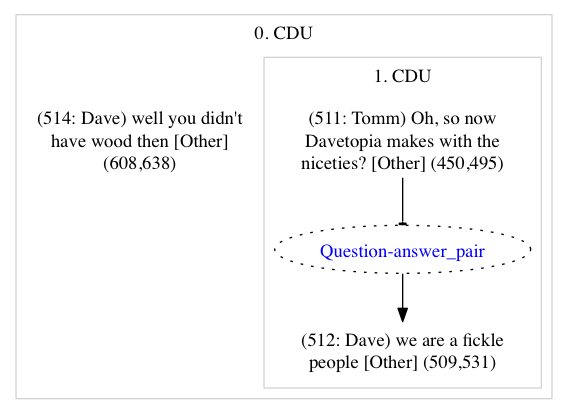 0. CDU
1. CDU
(514: Dave) well you didn't
have wood then [Other]
(608,638)
(511: Tomm) Oh, so now
Davetopia makes with the
niceties? [Other] (450,495)
Question-answer_pair
(512: Dave) we are a fickle
people [Other] (509,531)